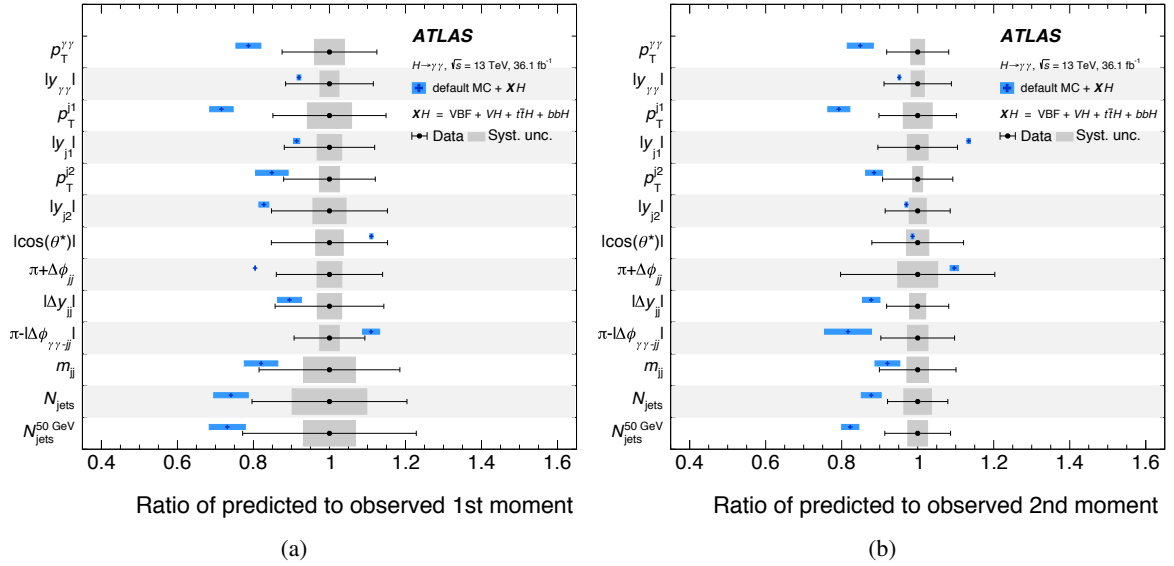 ATLAS
H→γγ, √s = 13 TeV, 36.1 fb⁻¹
default MC + XH
XH = VBF + VH + tt̄H + bbH
Data Syst. unc.
p_T^γγ
|y_γγ|
p_T^j1
|y_j1|
p_T^j2
|y_j2|
|cos(θ*)|
π+Δϕ_jj
|Δy_jj|
π-|Δϕ_γγ-jj|
m_jj
N_jets
N_jets^50 GeV
0.4 0.6 0.8 1 1.2 1.4 1.6
Ratio of predicted to observed 1st moment
(a)
ATLAS
H→γγ, √s = 13 TeV, 36.1 fb⁻¹
default MC + XH
XH = VBF + VH + tt̄H + bbH
Data Syst. unc.
p_T^γγ
|y_γγ|
p_T^j1
|y_j1|
p_T^j2
|y_j2|
|cos(θ*)|
π+Δϕ_jj
|Δy_jj|
π-|Δϕ_γγ-jj|
m_jj
N_jets
N_jets^50 GeV
0.4 0.6 0.8 1 1.2 1.4 1.6
Ratio of predicted to observed 2nd moment
(b)